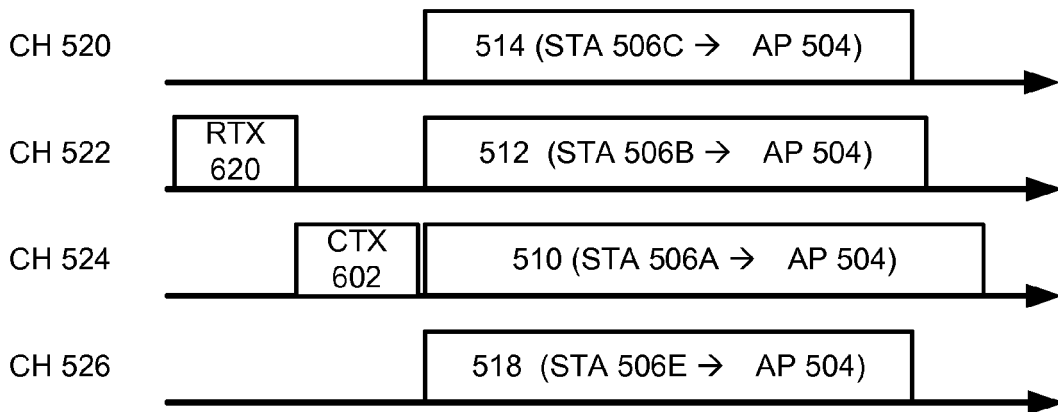 CH 520
514 (STA 506C → AP 504)
CH 522
RTX
620
512 (STA 506B → AP 504)
CH 524
CTX
602
510 (STA 506A → AP 504)
CH 526
518 (STA 506E → AP 504)